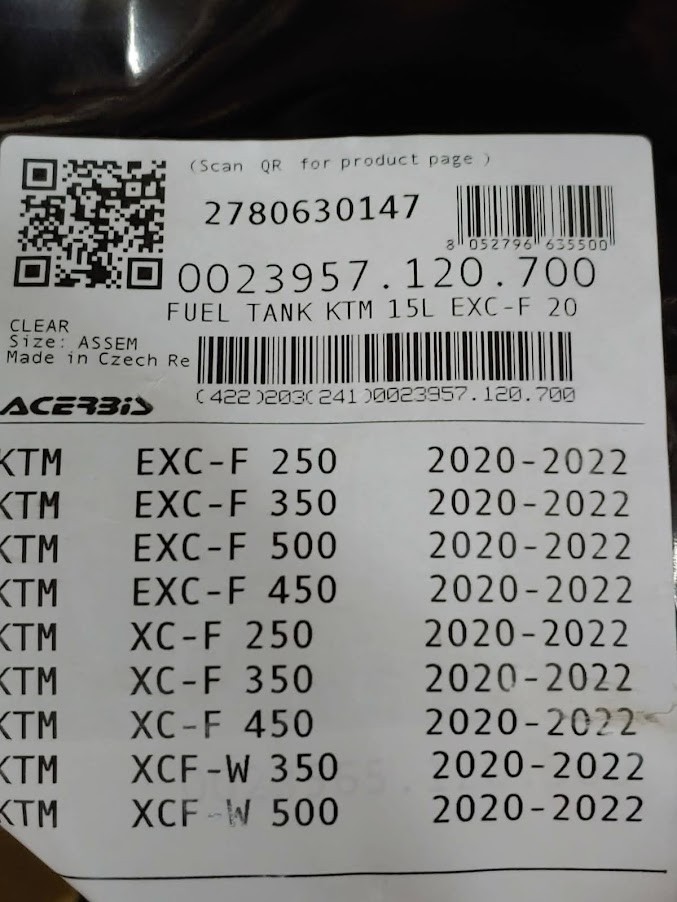 (Scan QR for product page )
2780630147
8 052796 635500
0023957.120.700
FUEL TANK KTM 15L EXC-F 20
CLEAR
Size: ASSEM
Made in Czech Re
(422)203(241)0023957.120.700
ACERBIS
KTM EXC-F 250 2020-2022
KTM EXC-F 350 2020-2022
KTM EXC-F 500 2020-2022
KTM EXC-F 450 2020-2022
KTM XC-F 250 2020-2022
KTM XC-F 350 2020-2022
KTM XC-F 450 2020-2022
KTM XCF-W 350 2020-2022
KTM XCF-W 500 2020-2022